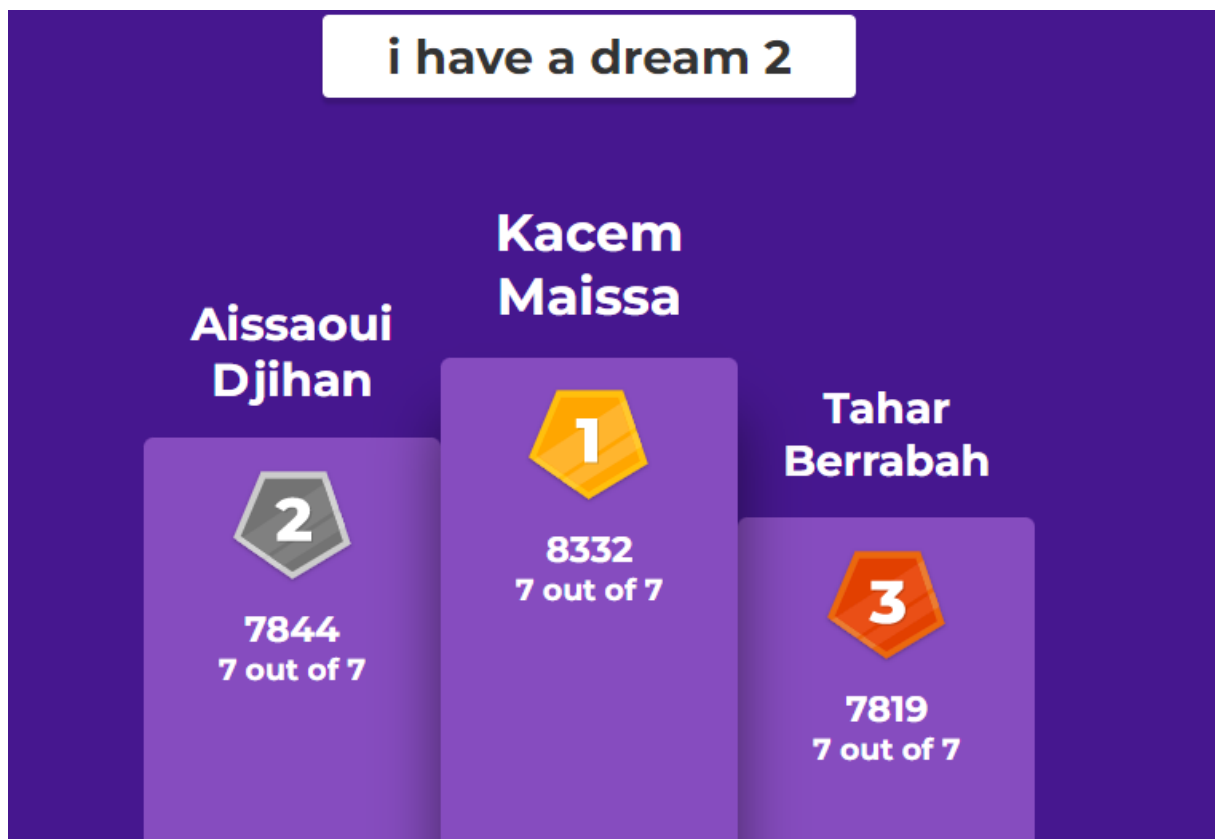 i have a dream 2
Kacem
Maissa
Aissaoui
Djihan
Tahar
Berrabah
1
8332
7 out of 7
2
7844
7 out of 7
3
7819
7 out of 7